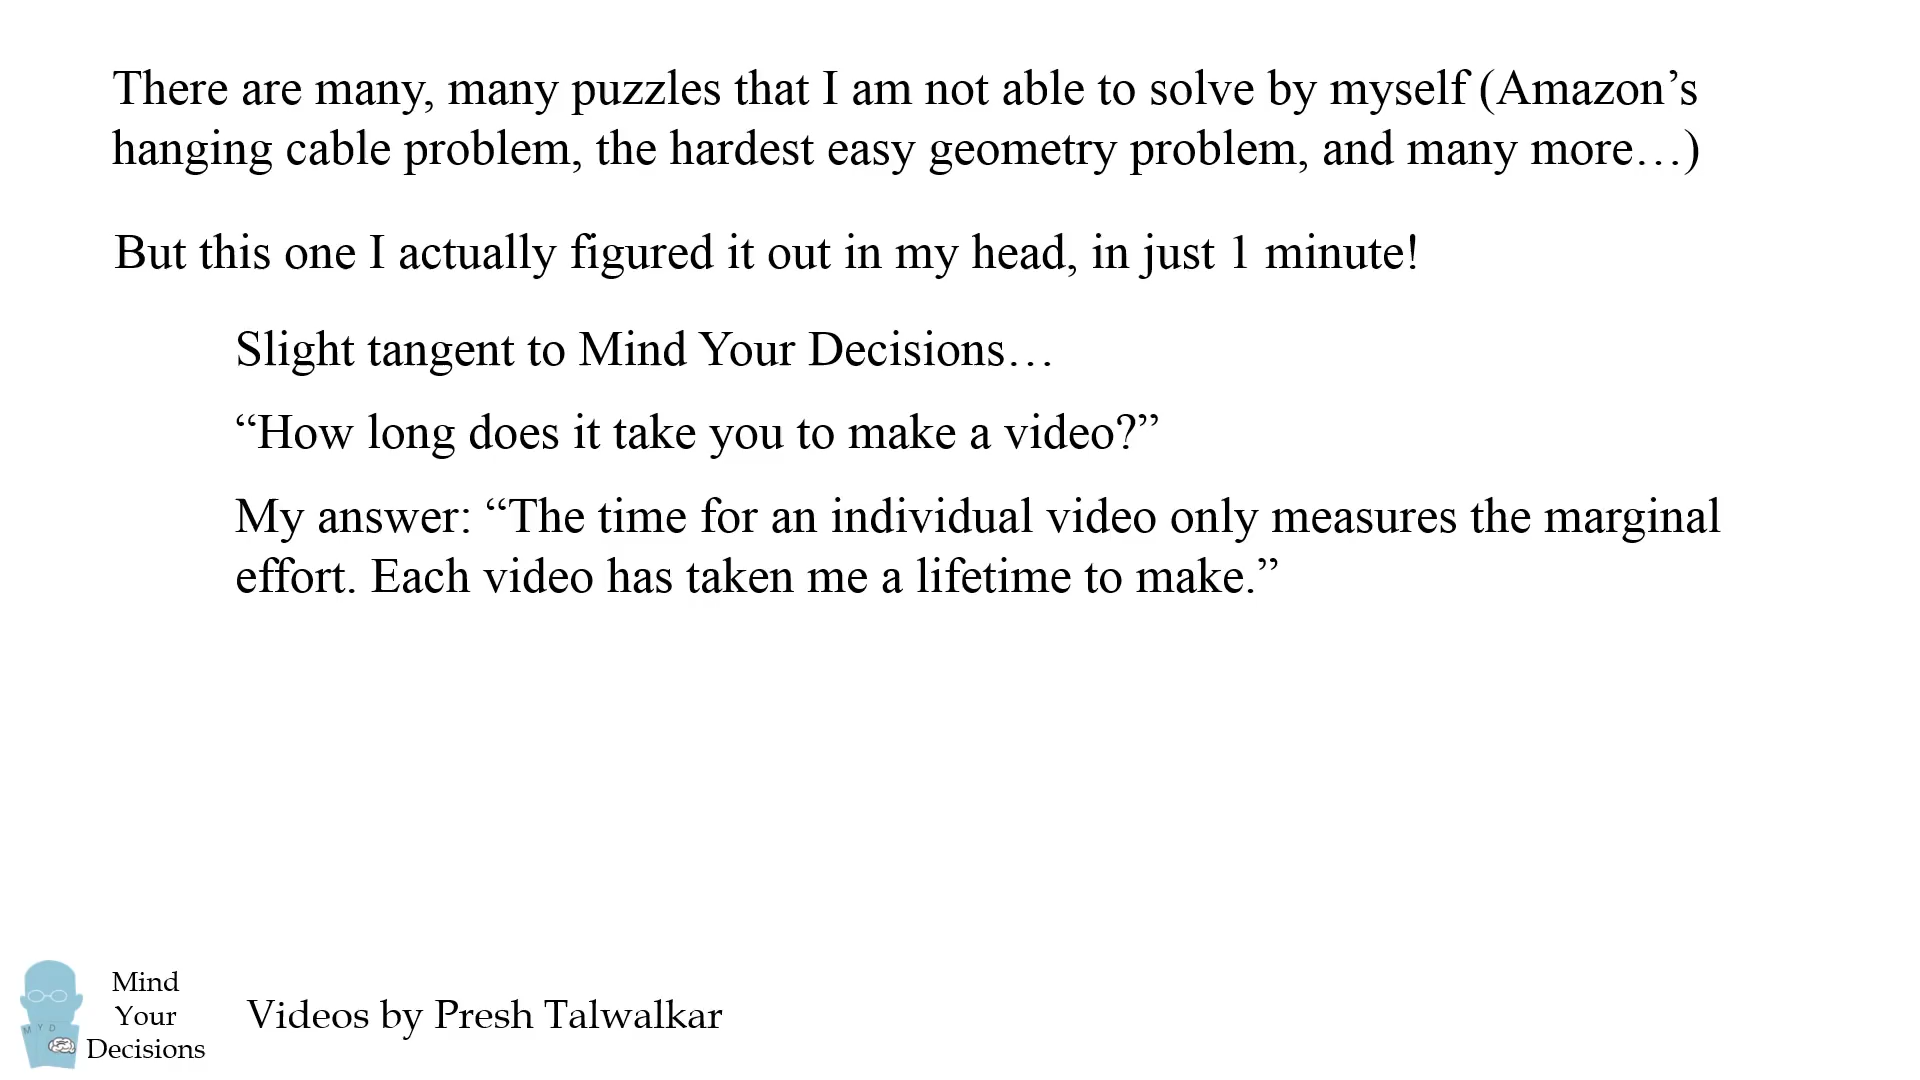 There are many, many puzzles that I am not able to solve by myself (Amazon’s
hanging cable problem, the hardest easy geometry problem, and many more…)
But this one I actually figured it out in my head, in just 1 minute!
Slight tangent to Mind Your Decisions…
“How long does it take you to make a video?”
My answer: “The time for an individual video only measures the marginal
effort. Each video has taken me a lifetime to make.”
M Y D
Mind
Your
Decisions
Videos by Presh Talwalkar